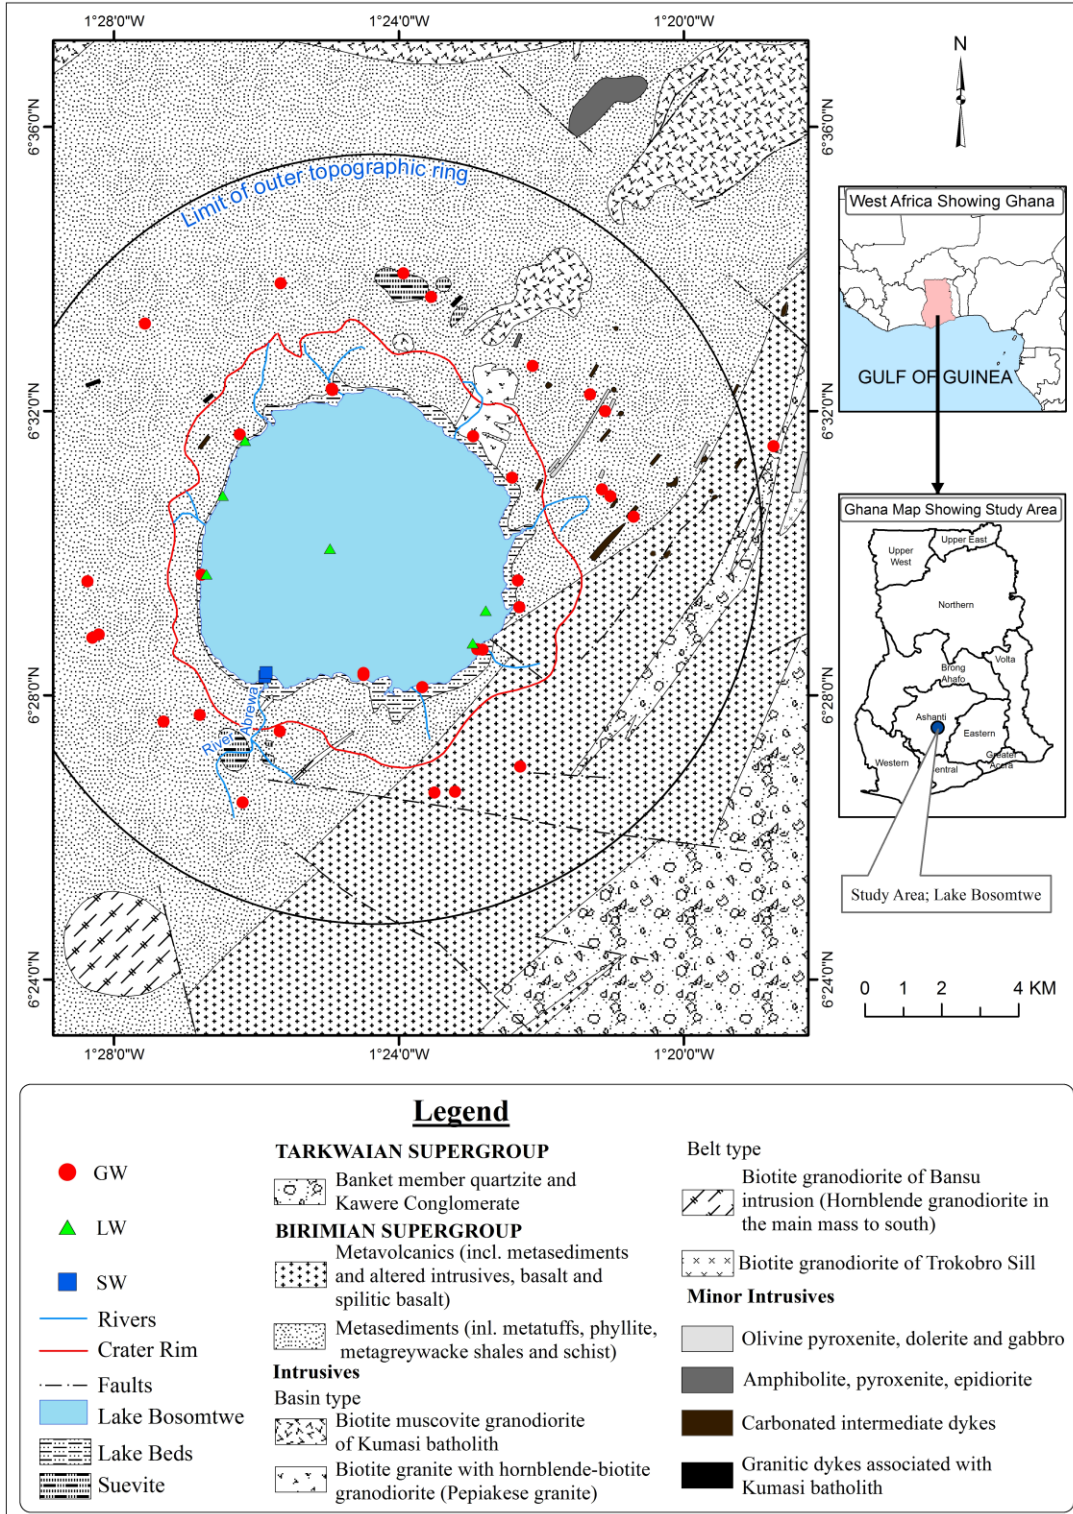 1°28'0"W
1°24'0"W
1°20'0"W
N
6°36'0"N
6°36'0"N
Limit of outer topographic ring
West Africa Showing Ghana
GULF OF GUINEA
6°32'0"N
6°32'0"N
Ghana Map Showing Study Area
Upper East
Upper
West
Northern
Volta
Brong
Ahafo
Ashanti
Eastern
Western
Greater
Accra
entral
6°28'0"N
6°28'0"N
River Abrewa
Study Area; Lake Bosomtwe
6°24'0"N
6°24'0"N
0 1 2 4 KM
1°28'0"W
1°24'0"W
1°20'0"W
Legend
GW
LW
SW
Rivers
Crater Rim
Faults
Lake Bosomtwe
Lake Beds
Suevite
TARKWAIAN SUPERGROUP
Banket member quartzite and
Kawere Conglomerate
BIRIMIAN SUPERGROUP
Metavolcanics (incl. metasediments
and altered intrusives, basalt and
spilitic basalt)
Metasediments (inl. metatuffs, phyllite,
metagreywacke shales and schist)
Intrusives
Basin type
Biotite muscovite granodiorite
of Kumasi batholith
Biotite granite with hornblende-biotite
granodiorite (Pepiakese granite)
Belt type
Biotite granodiorite of Bansu
intrusion (Hornblende granodiorite in
the main mass to south)
Biotite granodiorite of Trokobro Sill
Minor Intrusives
Olivine pyroxenite, dolerite and gabbro
Amphibolite, pyroxenite, epidiorite
Carbonated intermediate dykes
Granitic dykes associated with
Kumasi batholith